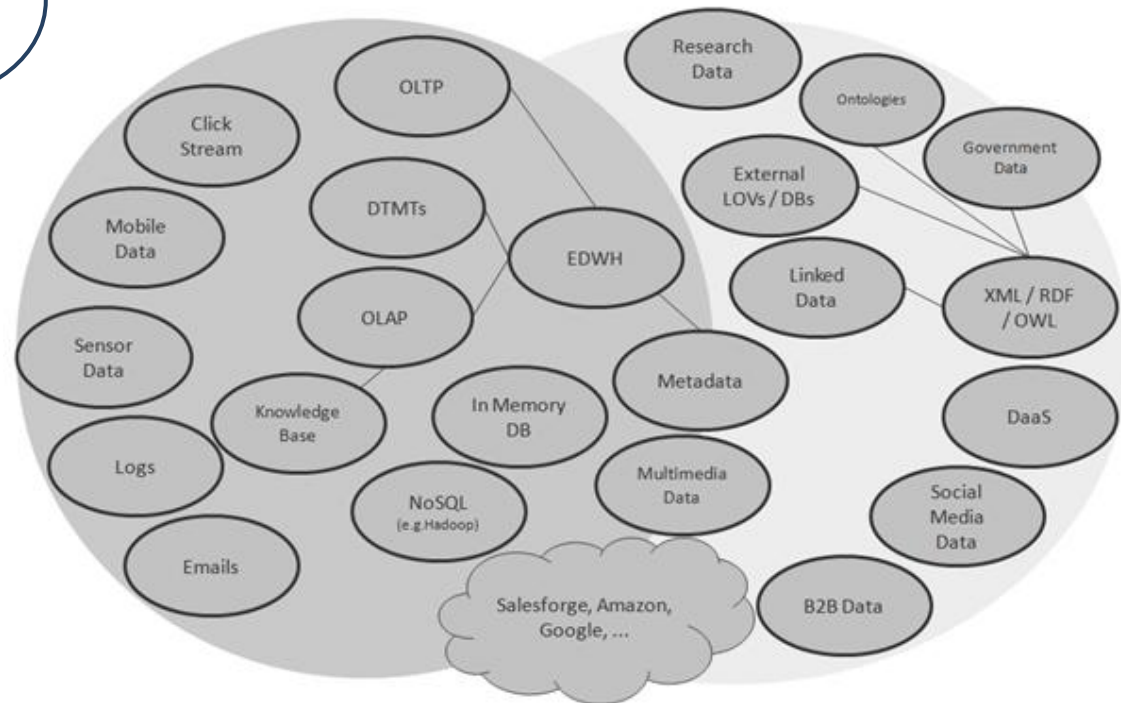 OLTP
Click
Stream
DTMTs
Mobile
Data
EDWH
OLAP
Sensor
Data
Knowledge
Base
In Memory
DB
Metadata
Logs
NoSQL
(e.g.Hadoop)
Multimedia
Data
Emails
Salesforge, Amazon,
Google, ...
Research
Data
Ontologies
Government
Data
External
LOVs / DBs
Linked
Data
XML / RDF
/ OWL
DaaS
Social
Media
Data
B2B Data